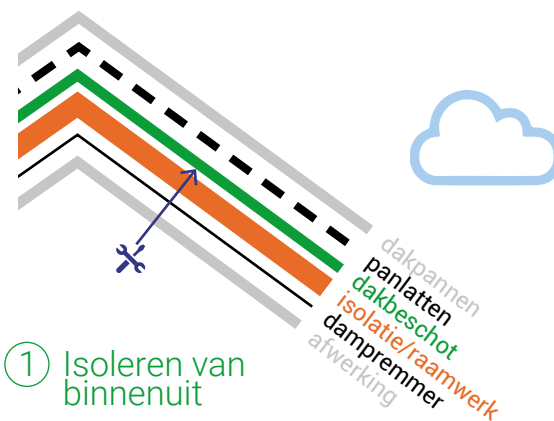 dakpannen
panlatten
dakbeschot
isolatie/raamwerk
dampremmer
afwerking
1 Isoleren van
binnenuit